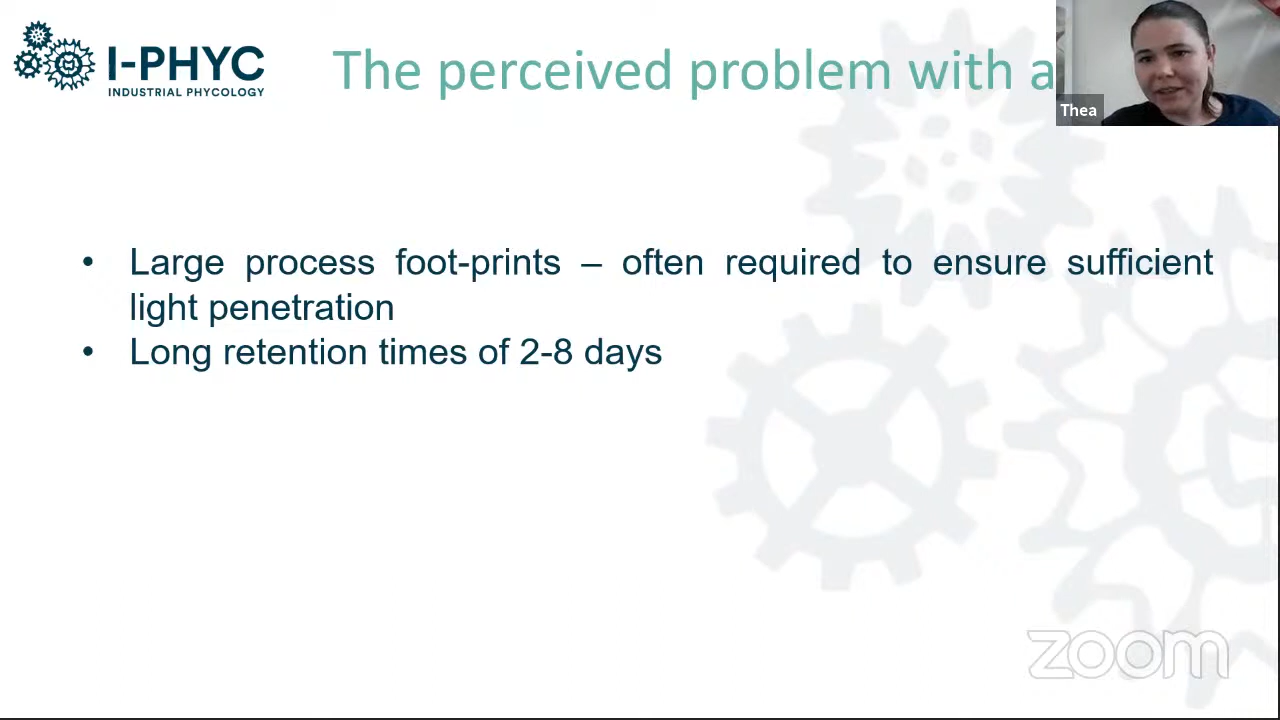 I-PHYC
INDUSTRIAL PHYCOLOGY
The perceived problem with a
Thea
• Large process foot-prints – often required to ensure sufficient
light penetration
• Long retention times of 2-8 days
zoom